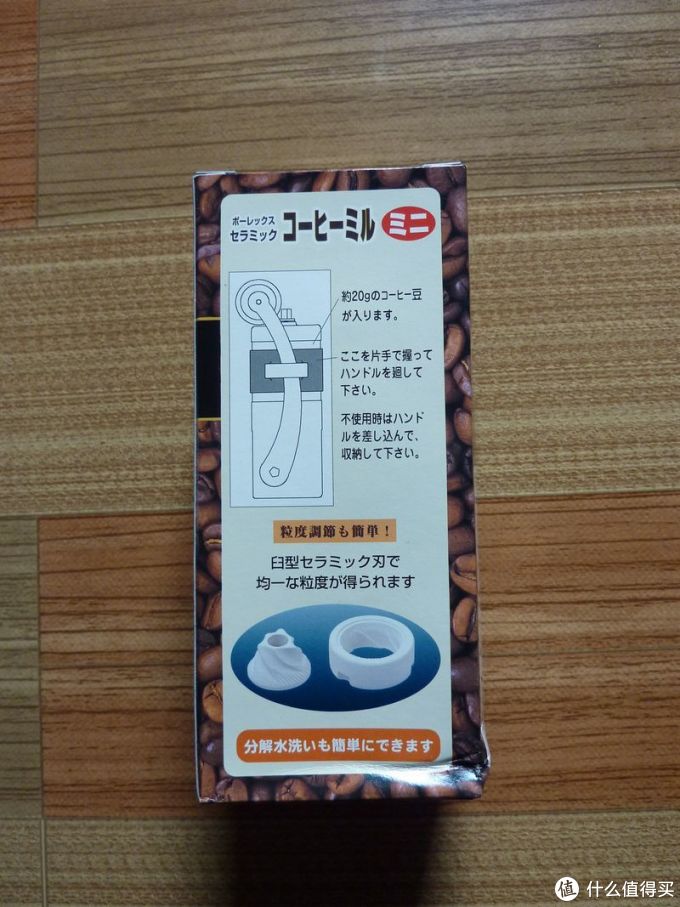 ポーレックス
セラミック コーヒーミル ミニ
約20gのコーヒー豆
が入ります。
ここを片手で握って
ハンドルを廻して
下さい。
不使用時はハンド
ルを差し込んで、
収納して下さい。
粒度調節も簡単!
臼型セラミック刃で
均一な粒度が得られます
分解水洗いも簡単にできます
值 什么值得买